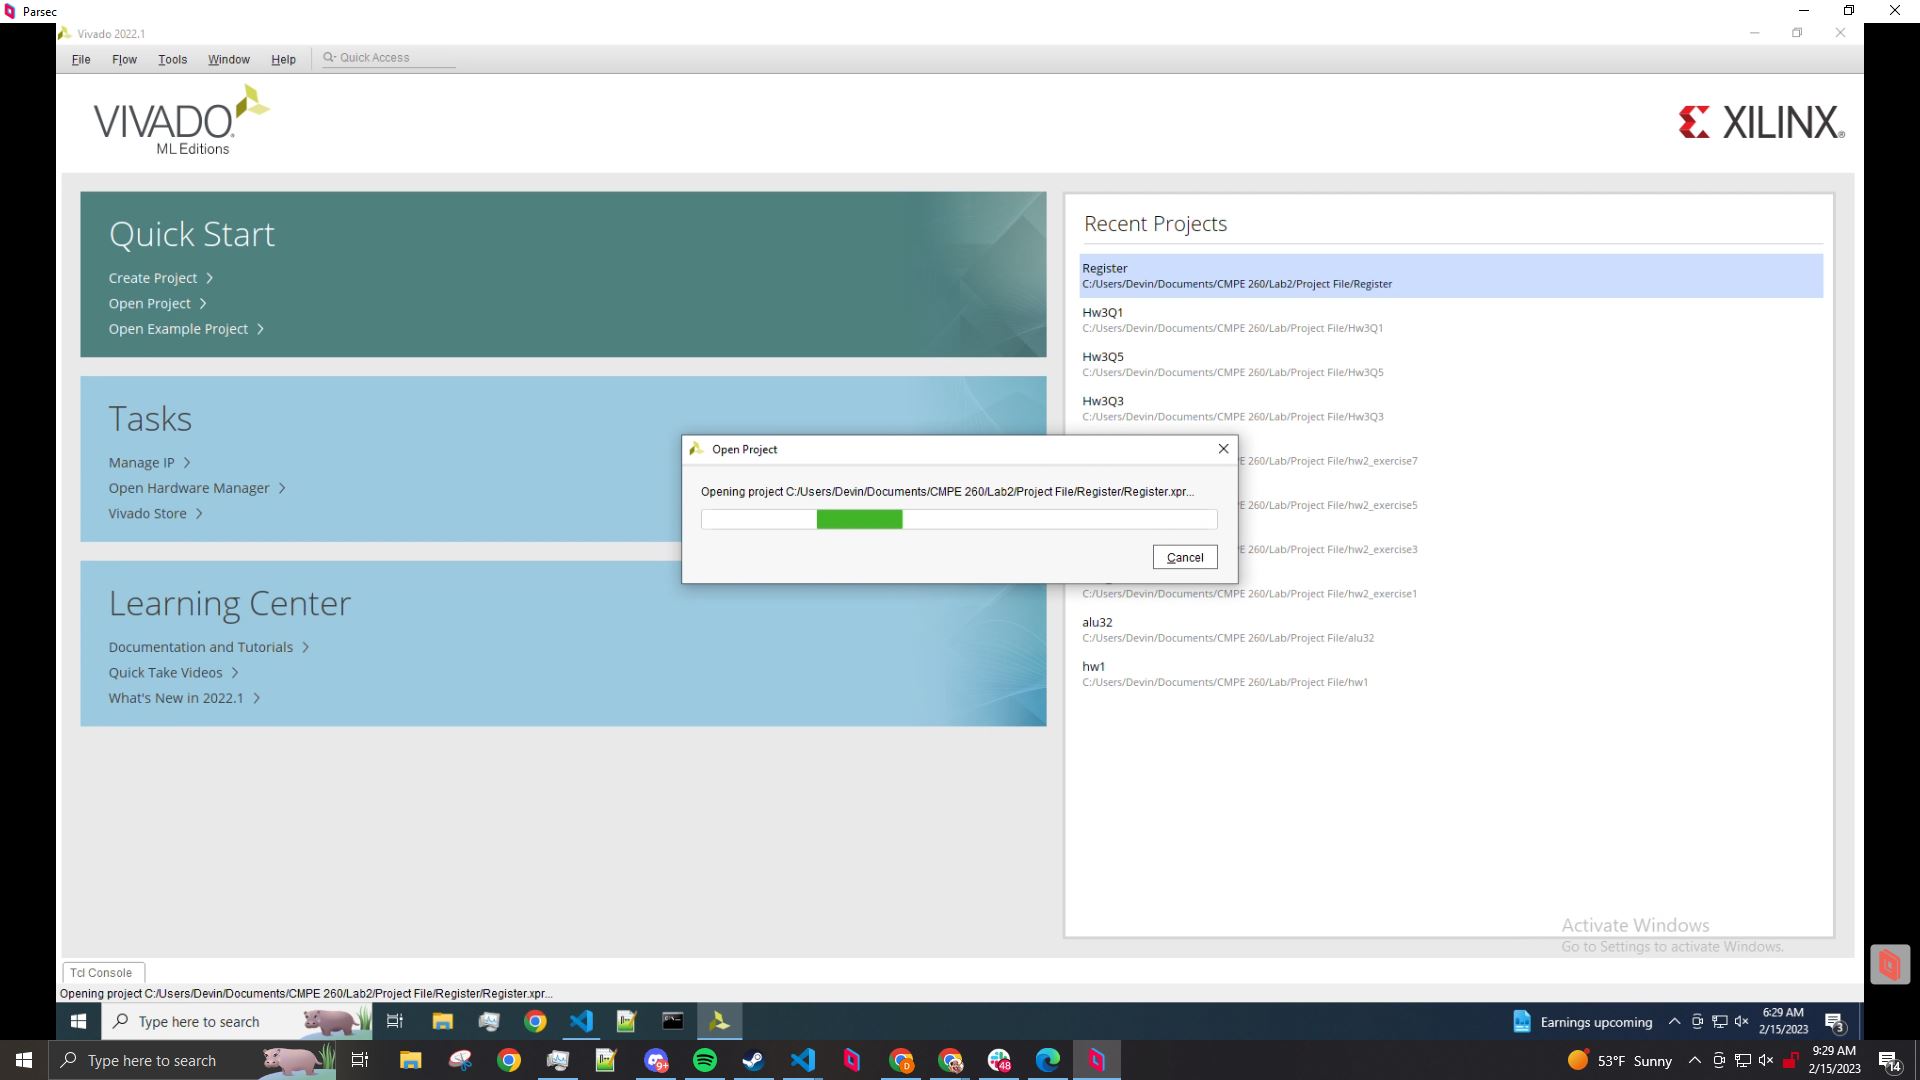 Parsec
Vivado 2022.1
File Flow Tools Window Help Quick Access
VIVADO
ML Editions
XILINX
Quick Start
Create Project
Open Project
Open Example Project
Tasks
Manage IP
Open Hardware Manager
Vivado Store
Learning Center
Documentation and Tutorials
Quick Take Videos
What's New in 2022.1
Recent Projects
Register
C:/Users/Devin/Documents/CMPE 260/Lab2/Project File/Register
Hw3Q1
C:/Users/Devin/Documents/CMPE 260/Lab/Project File/Hw3Q1
Hw3Q5
C:/Users/Devin/Documents/CMPE 260/Lab/Project File/Hw3Q5
Hw3Q3
C:/Users/Devin/Documents/CMPE 260/Lab/Project File/Hw3Q3
260/Lab/Project File/hw2_exercise7
260/Lab/Project File/hw2_exercise5
260/Lab/Project File/hw2_exercise3
C:/Users/Devin/Documents/CMPE 260/Lab/Project File/hw2_exercise1
alu32
C:/Users/Devin/Documents/CMPE 260/Lab/Project File/alu32
hw1
C:/Users/Devin/Documents/CMPE 260/Lab/Project File/hw1
Open Project
Opening project C:/Users/Devin/Documents/CMPE 260/Lab2/Project File/Register/Register.xpr...
Cancel
Activate Windows
Go to Settings to activate Windows.
Tcl Console
Opening project C:/Users/Devin/Documents/CMPE 260/Lab2/Project File/Register/Register.xpr...
Type here to search
Earnings upcoming
6:29 AM
2/15/2023
3
Type here to search
9+
D
48
53°F Sunny
9:29 AM
2/15/2023
14